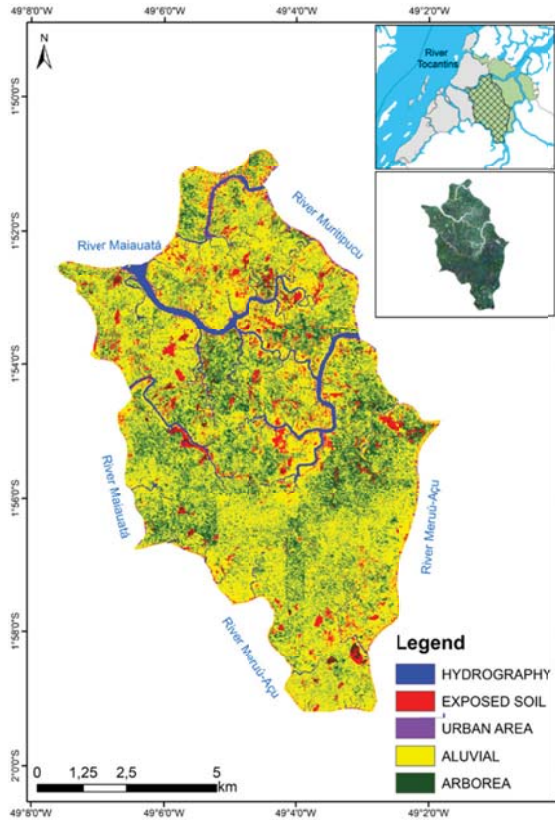 49°8'0"W 49°6'0"W 49°4'0"W 49°2'0"W
N
River
Tocantins
1°50'0"S
1°52'0"S
1°54'0"S
1°56'0"S
1°58'0"S
2°0'0"S
River Muritipucu
River Maiauatá
River Maiauatá
River Meruú-Açu
River Meruú-Açu
Legend
HYDROGRAPHY
EXPOSED SOIL
URBAN AREA
ALUVIAL
ARBOREA
0 1,25 2,5 5
km
49°8'0"W 49°6'0"W 49°4'0"W 49°2'0"W